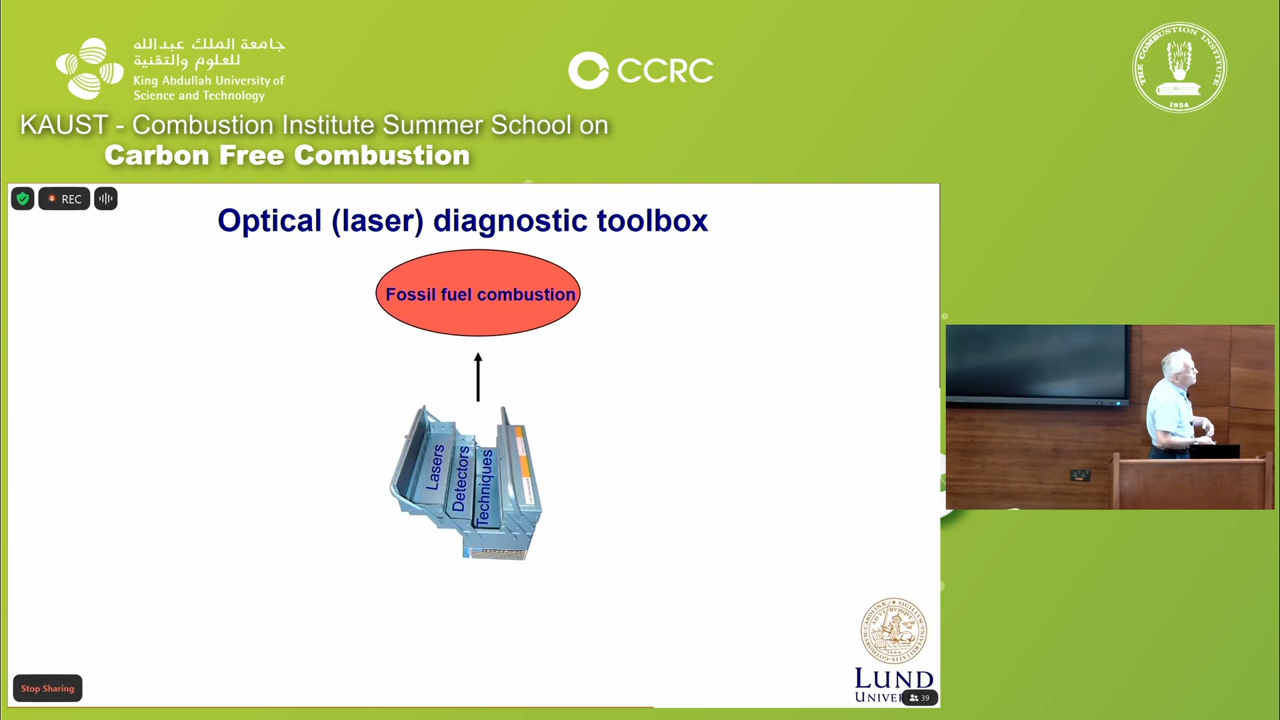 جامعة الملك عبدالله
للعلوم والتقنية
King Abdullah University of
Science and Technology
CCRC
THE COMBUSTION INSTITUTE
1954
KAUST - Combustion Institute Summer School on
Carbon Free Combustion
REC
Optical (laser) diagnostic toolbox
Fossil fuel combustion
Lasers
Detectors
Techniques
LUND
39
Stop Sharing